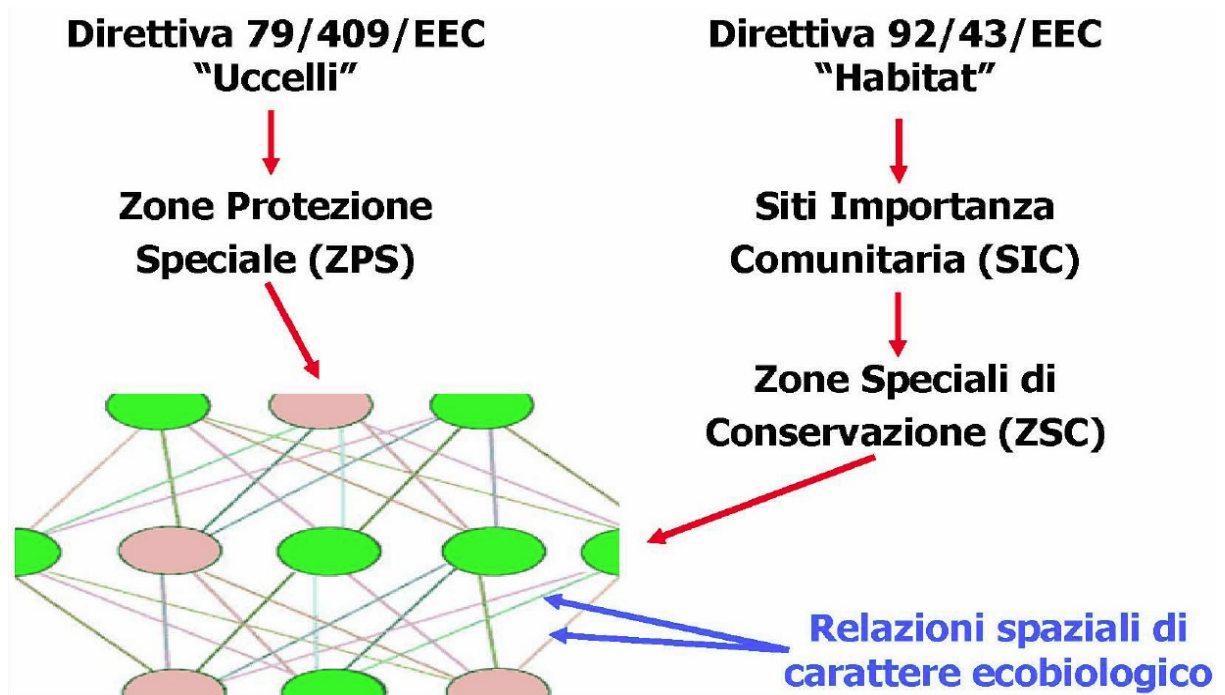 Direttiva 79/409/EEC
“Uccelli”
Zone Protezione
Speciale (ZPS)
Direttiva 92/43/EEC
“Habitat”
Siti Importanza
Comunitaria (SIC)
Zone Speciali di
Conservazione (ZSC)
Relazioni spaziali di
carattere ecobiologico